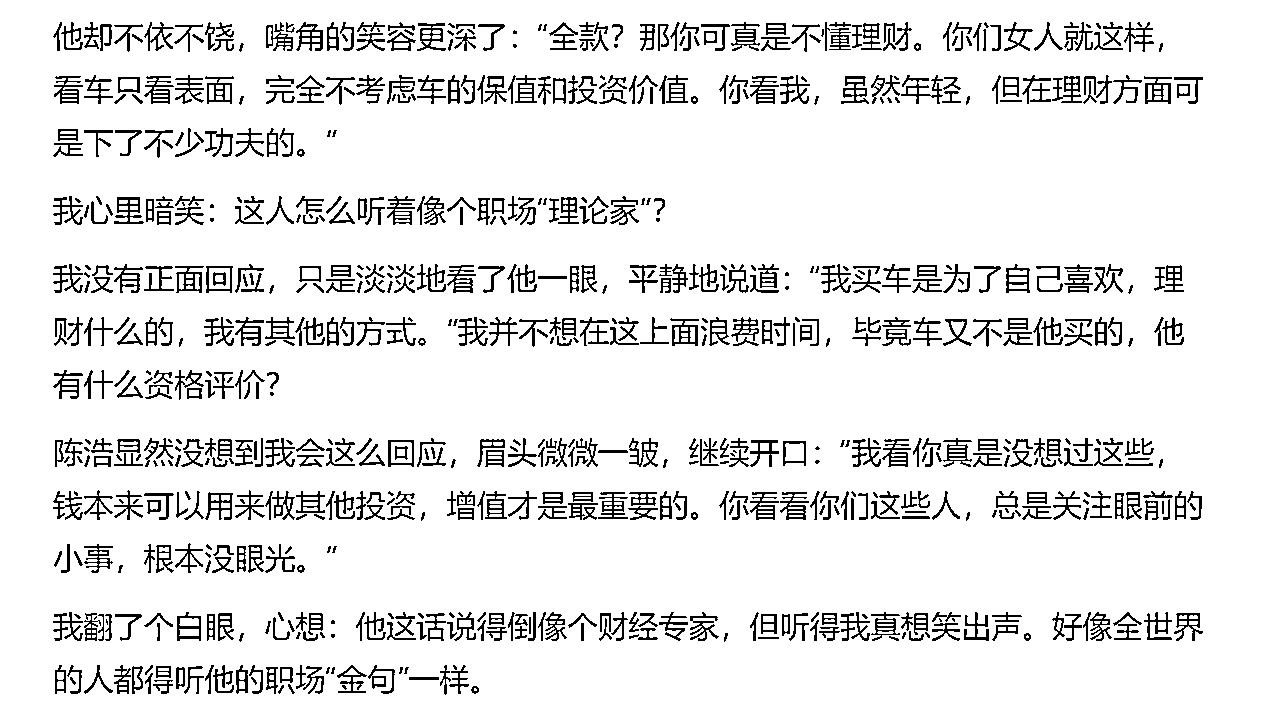 他却不依不饶，嘴角的笑容更深了：“全款？那你可真是不懂理财。你们女人就这样，
看车只看表面，完全不考虑车的保值和投资价值。你看我，虽然年轻，但在理财方面可
是下了不少功夫的。”
我心里暗笑：这人怎么听着像个职场“理论家”？
我没有正面回应，只是淡淡地看了他一眼，平静地说道：“我买车是为了自己喜欢，理
财什么的，我有其他的方式。”我并不想在这上面浪费时间，毕竟车又不是他买的，他
有什么资格评价？
陈浩显然没想到我会这么回应，眉头微微一皱，继续开口：“我看你真是没想过这些，
钱本来可以用来做其他投资，增值才是最重要的。你看看你们这些人，总是关注眼前的
小事，根本没眼光。”
我翻了个白眼，心想：他这话说得倒像个财经专家，但听得我真想笑出声。好像全世界
的人都得听他的职场“金句”一样。